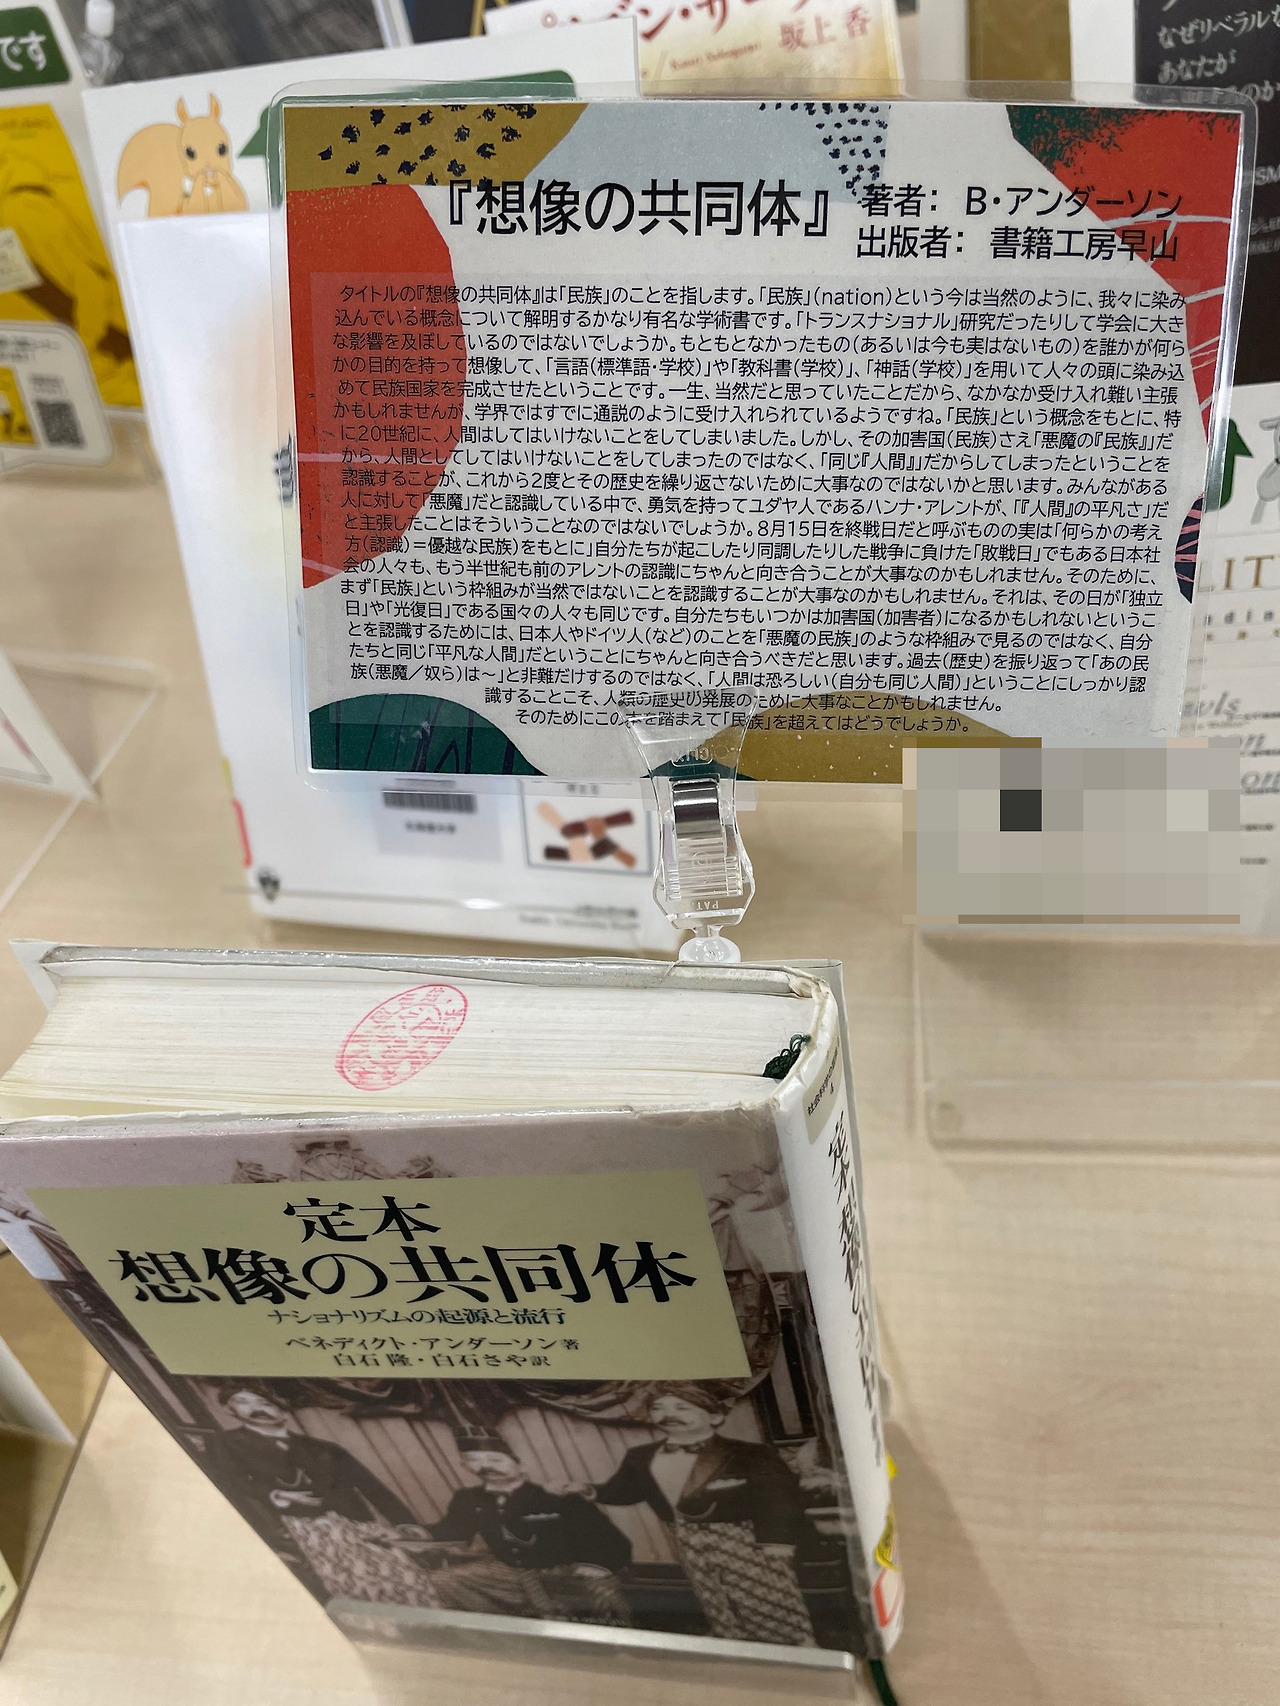 です
坂上 香
なぜリベラルは
あなたが
『想像の共同体』
著者： B・アンダーソン
出版者： 書籍工房早山
タイトルの『想像の共同体』は「民族」のことを指します。「民族」(nation)という今は当然のように、我々に染み
込んでいる概念について解明するかなり有名な学術書です。「トランスナショナル」研究だったりして学会に大き
な影響を及ぼしているのではないでしょうか。もともとなかったもの(あるいは今も実はないもの)を誰かが何ら
かの目的を持って想像して、「言語(標準語・学校)」や「教科書(学校)」、「神話(学校)」を用いて人々の頭に染み込
めて民族国家を完成させたということです。一生、当然だと思っていたことだから、なかなか受け入れ難い主張
かもしれませんが、学界ではすでに通説のように受け入れられているようですね。「民族」という概念をもとに、特
に20世紀に、人間はしてはいけないことをしてしまいました。しかし、その加害国(民族)さえ「悪魔の『民族』」だ
から、人間としてしてはいけないことをしてしまったのではなく、「同じ『人間』」だからしてしまったということを
認識することが、これから2度とその歴史を繰り返さないために大事なのではないかと思います。みんながある
人に対して「悪魔」だと認識している中で、勇気を持ってユダヤ人であるハンナ・アレントが、「『人間』の平凡さ」だ
と主張したことはそういうことなのではないでしょうか。8月15日を終戦日だと呼ぶものの実は「何らかの考え
方(認識)＝優越な民族)をもとに」自分たちが起こしたり同調したりした戦争に負けた「敗戦日」でもある日本社
会の人々も、もう半世紀も前のアレントの認識にちゃんと向き合うことが大事なのかもしれません。そのために、
まず「民族」という枠組みが当然ではないことを認識することが大事なのかもしれません。それは、その日が「独立
日」や「光復日」である国々の人々も同じです。自分たちもいつかは加害国(加害者)になるかもしれないというこ
とを認識するためには、日本人やドイツ人(など)のことを「悪魔の民族」のような枠組みで見るのではなく、自分
たちと同じ「平凡な人間」だということにちゃんと向き合うべきだと思います。過去(歴史)を振り返って「あの民
族(悪魔／奴ら)は～」と非難だけするのではなく、「人間は恐ろしい(自分も同じ人間)」ということにしっかり認
識することこそ、人類の歴史の発展のために大事なことかもしれません。
そのためにこの本を踏まえて「民族」を超えてはどうでしょうか。
PAT.
定本
想像の共同体
ナショナリズムの起源と流行
ベネディクト・アンダーソン著
白石 隆・白石さや訳
4
定本 想像の共同体